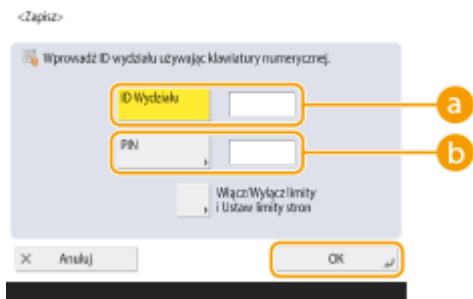 <Zapisz>
Wprowadź ID wydziału używając klawiatury numerycznej.
ID Wydziału
a
PIN
b
Włącz/Wyłącz limity
i Ustaw limity stron
× Anuluj
OK